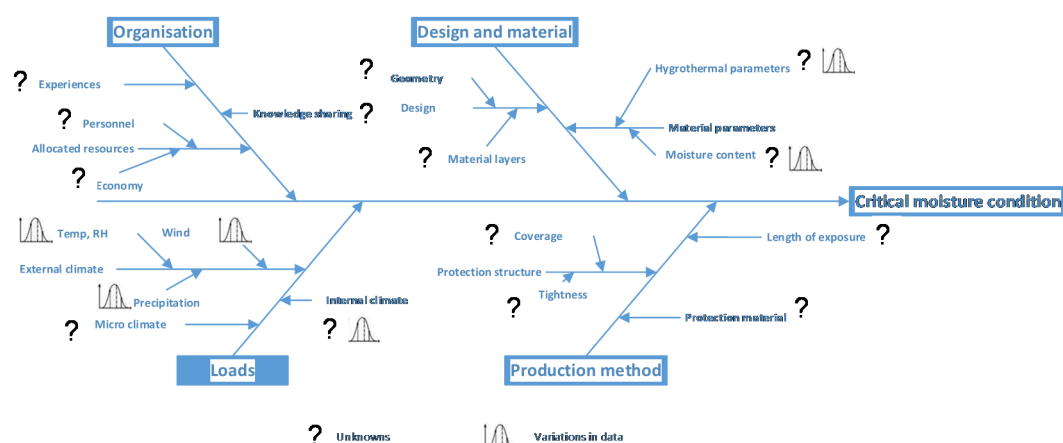 Organisation
Design and material
? Experiences
Knowledge sharing ?
? Personnel
Allocated resources
? Economy
? Geometry
Design
? Material layers
Hygrothermal parameters ?
Material parameters
Moisture content ?
Critical moisture condition
Temp, RH
Wind
External climate
Precipitation
? Micro climate
Internal climate
?
Loads
? Coverage
Protection structure
Tightness
?
Length of exposure ?
Protection material ?
Production method
? Unknowns
Variations in data